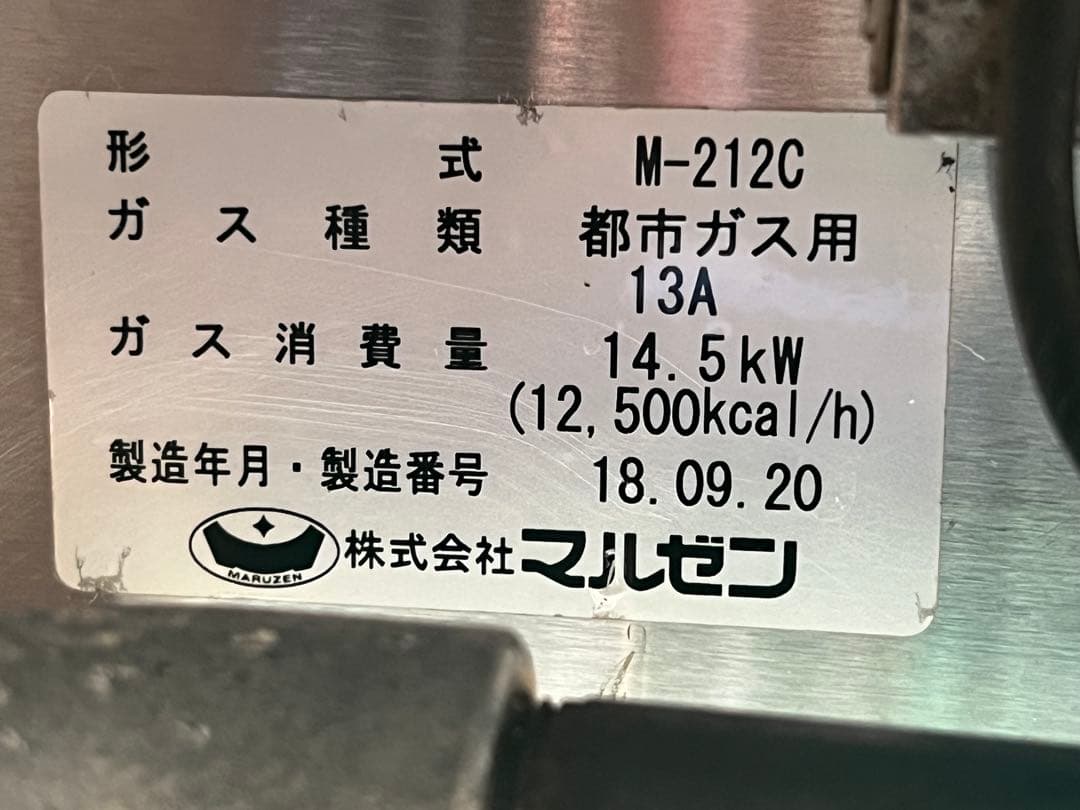 形式 M-212C
ガス種類 都市ガス用
13A
ガス消費量 14.5kW
(12,500kcal/h)
製造年月・製造番号 18.09.20
MARUZEN 株式会社マルゼン